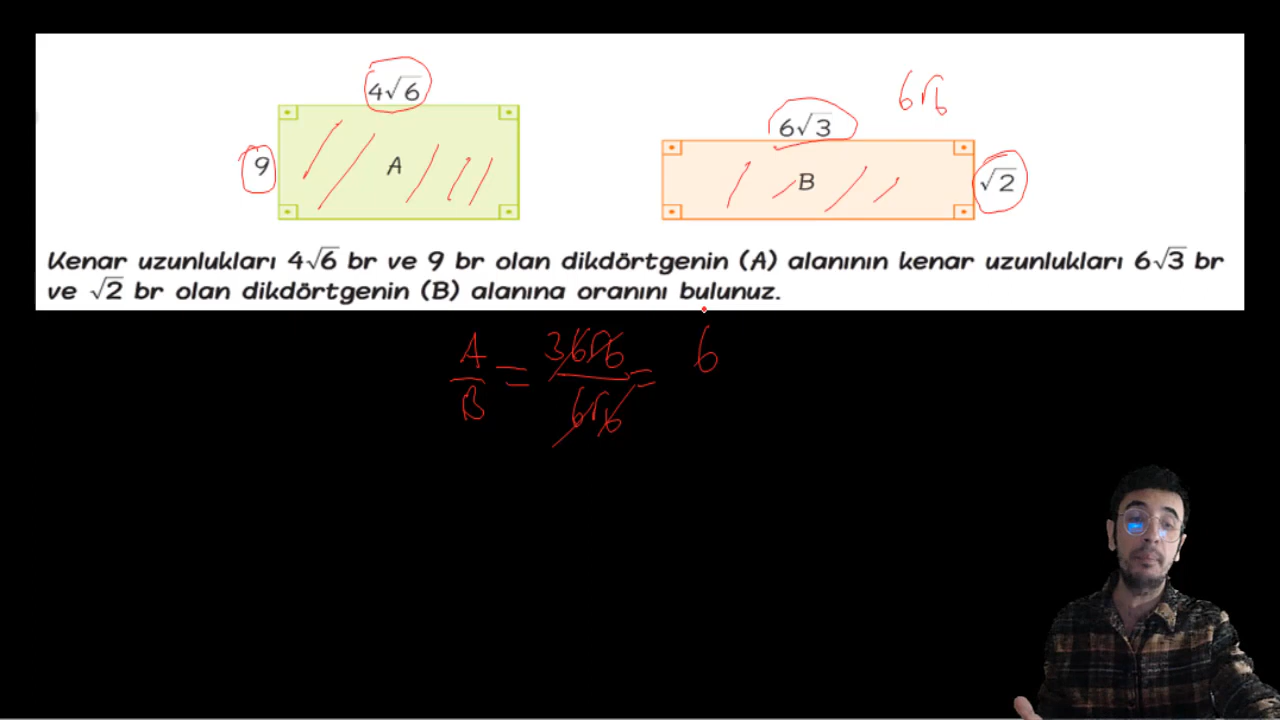 4√6
6√6
6√3
9
A
B
√2
Kenar uzunlukları 4√6 br ve 9 br olan dikdörtgenin (A) alanının kenar uzunlukları 6√3 br
ve √2 br olan dikdörtgenin (B) alanına oranını bulunuz.
A/B = 36√6/6√6 = 6